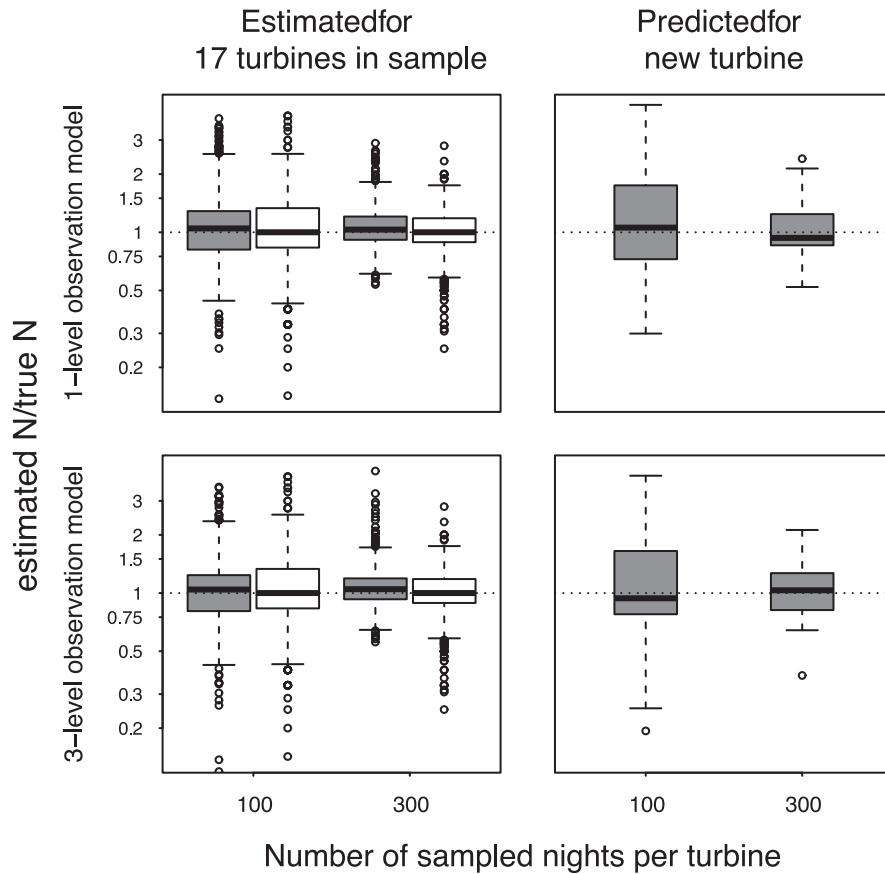 Estimatedfor
17 turbines in sample
Predictedfor
new turbine
estimated N/true N
1−level observation model
3
2
1.5
1
0.75
0.5
0.3
0.2
3−level observation model
3
2
1.5
1
0.75
0.5
0.3
0.2
100
300
100
300
Number of sampled nights per turbine